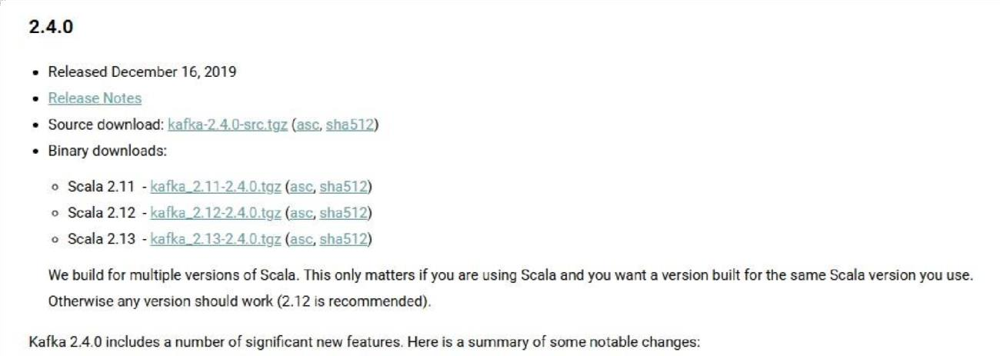 2.4.0
• Released December 16, 2019
• Release Notes
• Source download: kafka-2.4.0-src.tgz (asc, sha512)
• Binary downloads:
◦ Scala 2.11 - kafka_2.11-2.4.0.tgz (asc, sha512)
◦ Scala 2.12 - kafka_2.12-2.4.0.tgz (asc, sha512)
◦ Scala 2.13 - kafka_2.13-2.4.0.tgz (asc, sha512)
We build for multiple versions of Scala. This only matters if you are using Scala and you want a version built for the same Scala version you use.
Otherwise any version should work (2.12 is recommended).
Kafka 2.4.0 includes a number of significant new features. Here is a summary of some notable changes: